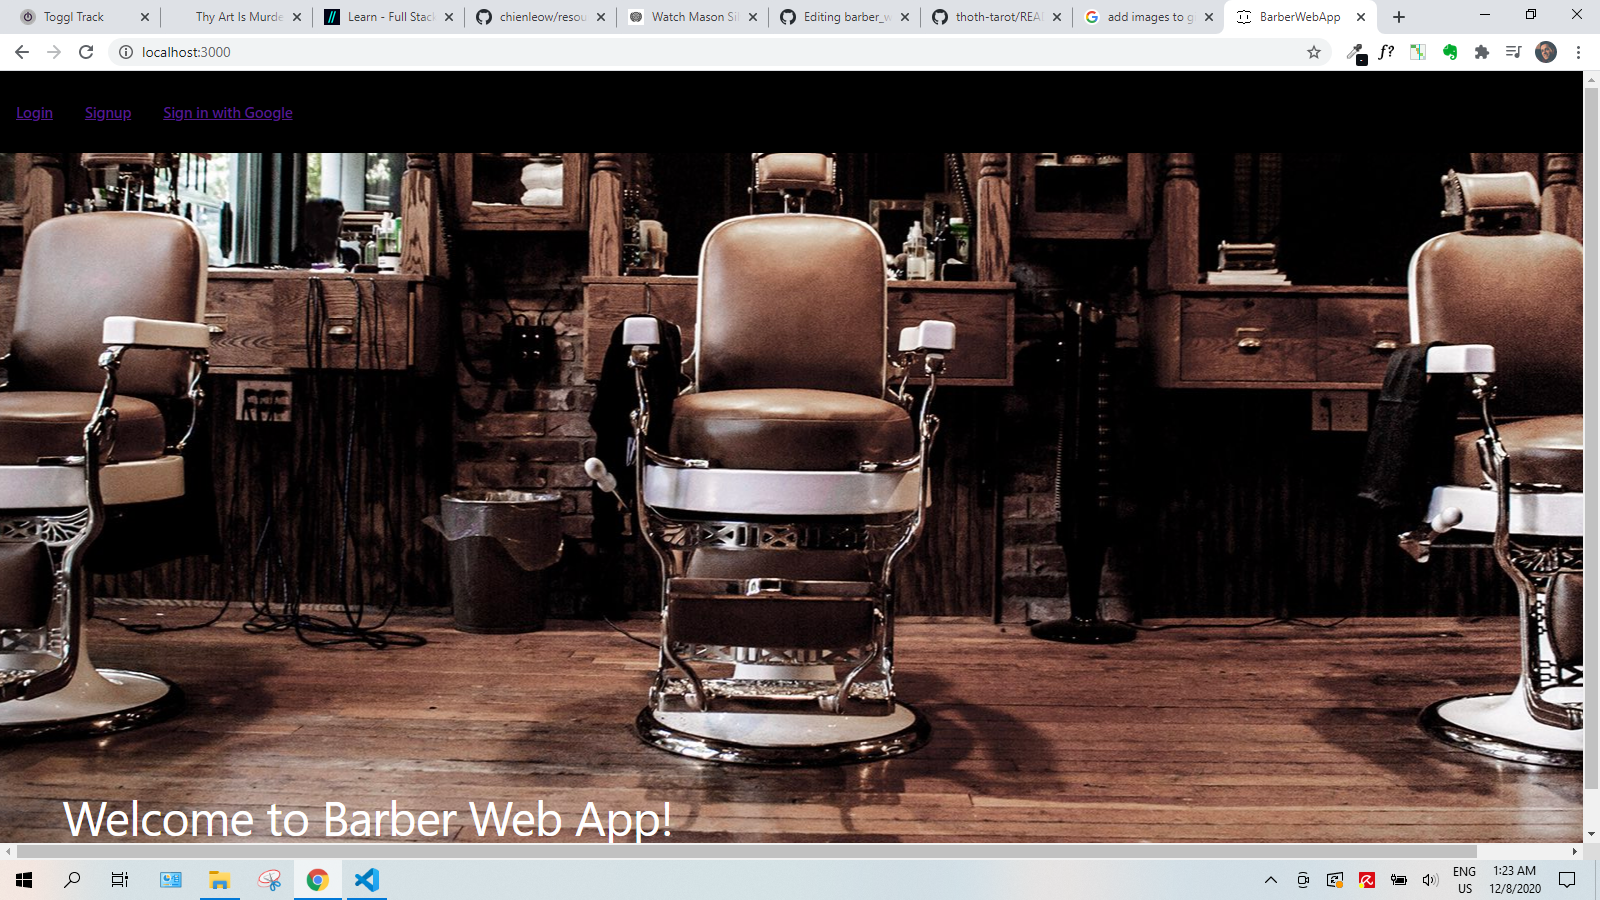 Toggl Track
Thy Art Is Murde
Learn - Full Stack
chienleow/resou
Watch Mason Si
Editing barber_w
thoth-tarot/REA
add images to g
BarberWebApp
localhost:3000
f?
Login
Signup
Sign in with Google
Welcome to Barber Web App!
ENG
US
1:23 AM
12/8/2020